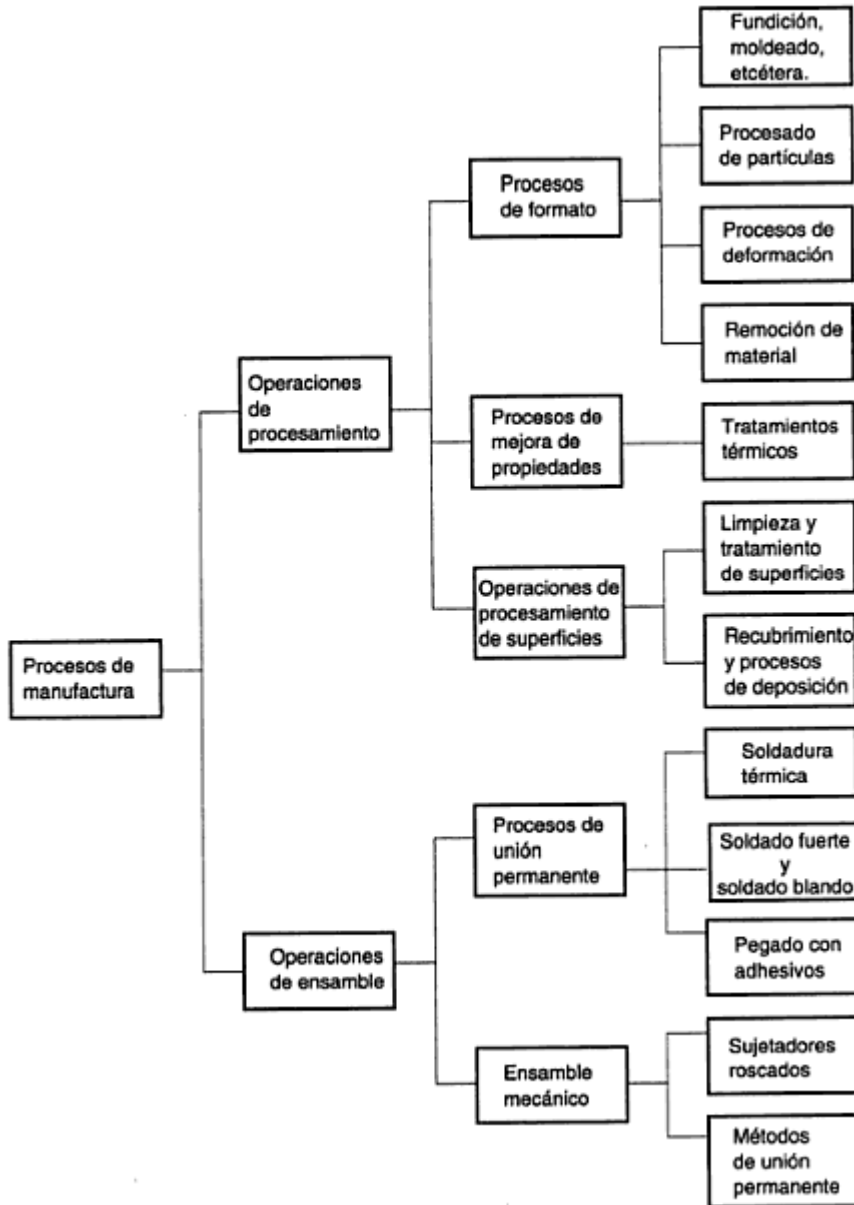 Fundición,
moldeado,
etcétera.
Procesado
de partículas
Procesos
de formato
Procesos de
deformación
Remoción de
material
Operaciones
de
procesamiento
Procesos de
mejora de
propiedades
Tratamientos
térmicos
Limpieza y
tratamiento
de superficies
Operaciones de
procesamiento
de superficies
Recubrimiento
y procesos
de deposición
Procesos de
manufactura
Soldadura
térmica
Procesos de
unión
permanente
Soldado fuerte
y
soldado blando
Pegado con
adhesivos
Operaciones
de ensamble
Sujetadores
roscados
Ensamble
mecánico
Métodos
de unión
permanente